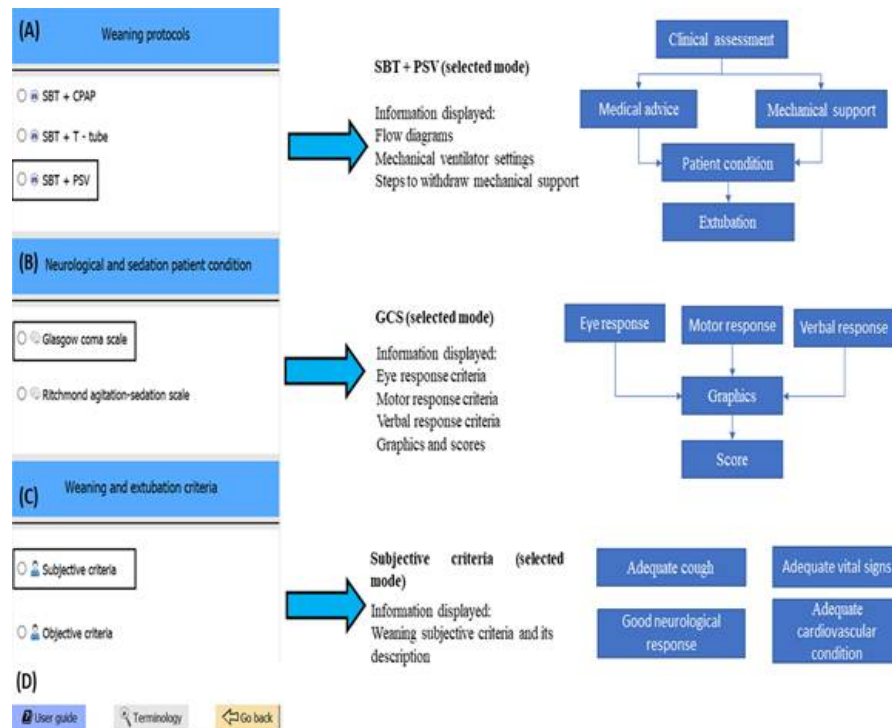 (A)
Weaning protocols
SBT + CPAP
SBT + T - tube
SBT + PSV
SBT + PSV (selected mode)
Information displayed:
Flow diagrams
Mechanical ventilator settings
Steps to withdraw mechanical support
Clinical assessment
Medical advice
Mechanical support
Patient condition
Extubation
(B) Neurological and sedation patient condition
Glasgow coma scale
Ritchmond agitation-sedation scale
GCS (selected mode)
Information displayed:
Eye response criteria
Motor response criteria
Verbal response criteria
Graphics and scores
Eye response
Motor response
Verbal response
Graphics
Score
(C)
Weaning and extubation criteria
Subjective criteria
Objective criteria
Subjective criteria (selected
mode)
Information displayed:
Weaning subjective criteria and its
description
Adequate cough
Adequate vital signs
Good neurological
response
Adequate
cardiovascular
condition
(D)
User guide
Terminology
Go back